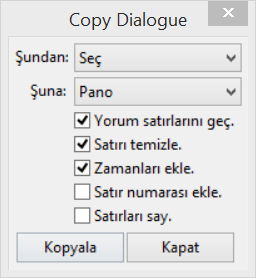 Copy Dialogue
Şundan: Seç
Şuna: Pano
Yorum satırlarını geç.
Satırı temizle.
Zamanları ekle.
Satır numarası ekle.
Satırları say.
Kopyala Kapat